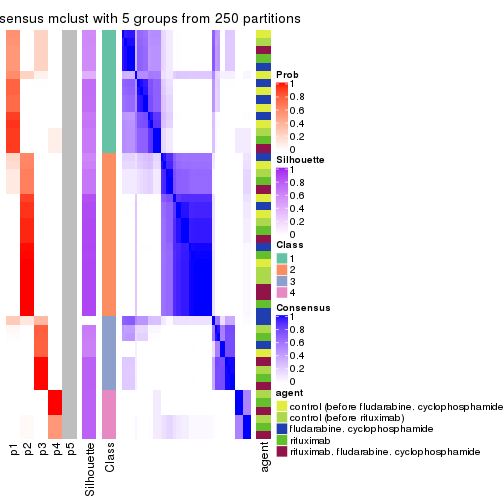 sensus mclust with 5 groups from 250 partitions
Prob
1
0.8
0.6
0.4
0.2
0
Silhouette
1
0.8
0.6
0.4
0.2
0
Class
1
2
3
4
Consensus
1
0.8
0.6
0.4
0.2
0
agent
control (before fludarabine. cyclophosphamide
control (before rituximab)
fludarabine. cyclophosphamide
rituximab
rituximab. fludarabine. cyclophosphamide
p1
p2
p3
p4
p5
Silhouette
Class
agent